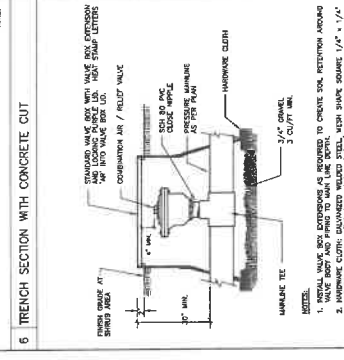 6 TRENCH SECTION WITH CONCRETE CUT
STANDARD VALVE BOX WITH VALVE BOX EXTENSION
AND LOCKING PURPLE LID. HEAT STAMP LETTERS
'AR' INTO VALVE BOX LID.
COMBINATION AIR / RELIEF VALVE
SCH 80 PVC
CLOSE NIPPLE
PRESSURE MAINLINE
AS PER PLAN
HARDWARE CLOTH
3/4" GRAVEL
3 CU/FT MIN.
FINISH GRADE AT
SHRUB AREA
6" MIN.
30" MIN.
MAINLINE TEE
NOTES:
1. INSTALL VALVE BOX EXTENSIONS AS REQUIRED TO CREATE SOIL RETENTION AROUND
VALVE BODY AND PIPING TO MAIN LINE DEPTH.
2. HARDWARE CLOTH: GALVANIZED WELDED STEEL, MESH SHAPE SQUARE 1/4" x 1/4"